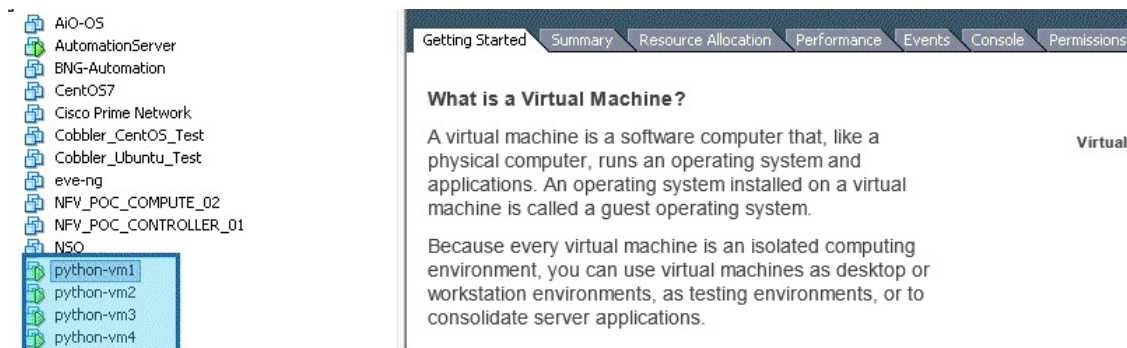 AiO-OS
AutomationServer
BNG-Automation
CentOS7
Cisco Prime Network
Cobbler_CentOS_Test
Cobbler_Ubuntu_Test
eve-ng
NFV_POC_COMPUTE_02
NFV_POC_CONTROLLER_01
NSO
python-vm1
python-vm2
python-vm3
python-vm4
Getting Started Summary Resource Allocation Performance Events Console Permissions
What is a Virtual Machine?
A virtual machine is a software computer that, like a
physical computer, runs an operating system and
applications. An operating system installed on a virtual
machine is called a guest operating system.
Because every virtual machine is an isolated computing
environment, you can use virtual machines as desktop or
workstation environments, as testing environments, or to
consolidate server applications.
Virtual